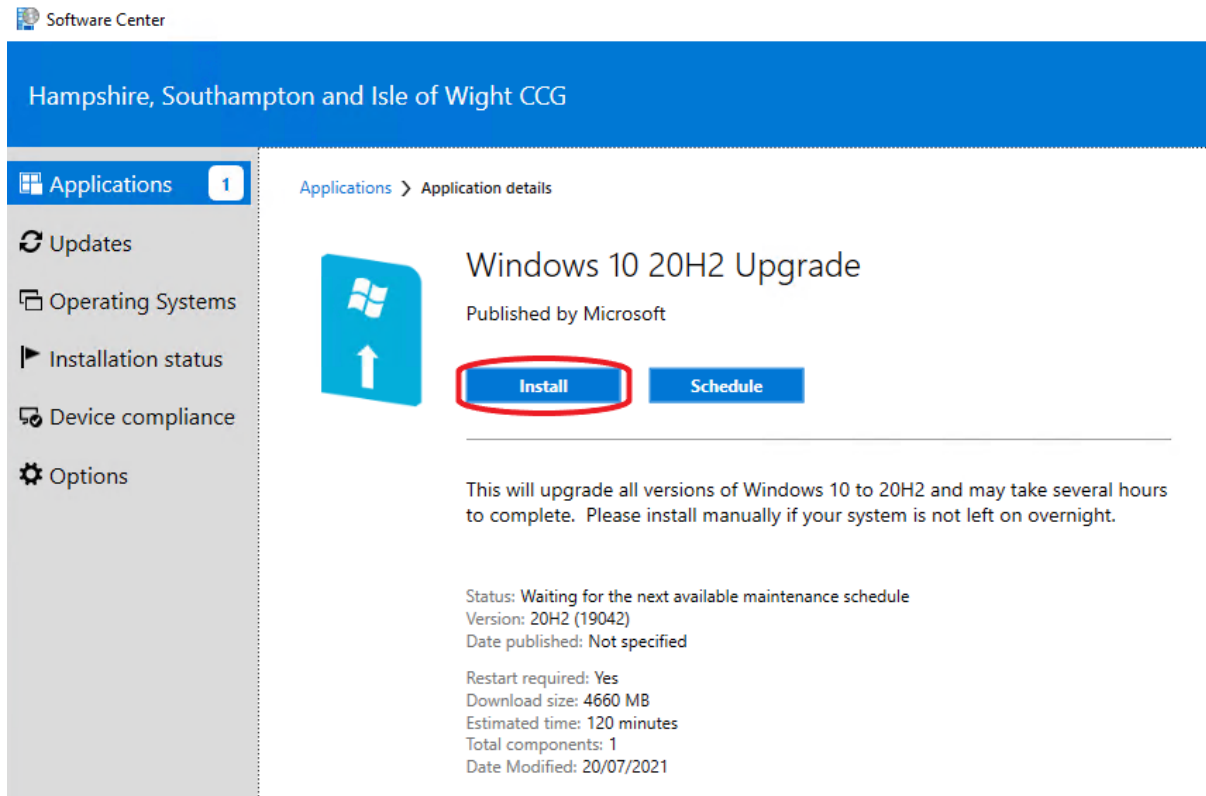 Software Center
Hampshire, Southampton and Isle of Wight CCG
Applications 1
Updates
Operating Systems
Installation status
Device compliance
Options
Applications > Application details
Windows 10 20H2 Upgrade
Published by Microsoft
Install
Schedule
This will upgrade all versions of Windows 10 to 20H2 and may take several hours
to complete.  Please install manually if your system is not left on overnight.
Status: Waiting for the next available maintenance schedule
Version: 20H2 (19042)
Date published: Not specified
Restart required: Yes
Download size: 4660 MB
Estimated time: 120 minutes
Total components: 1
Date Modified: 20/07/2021